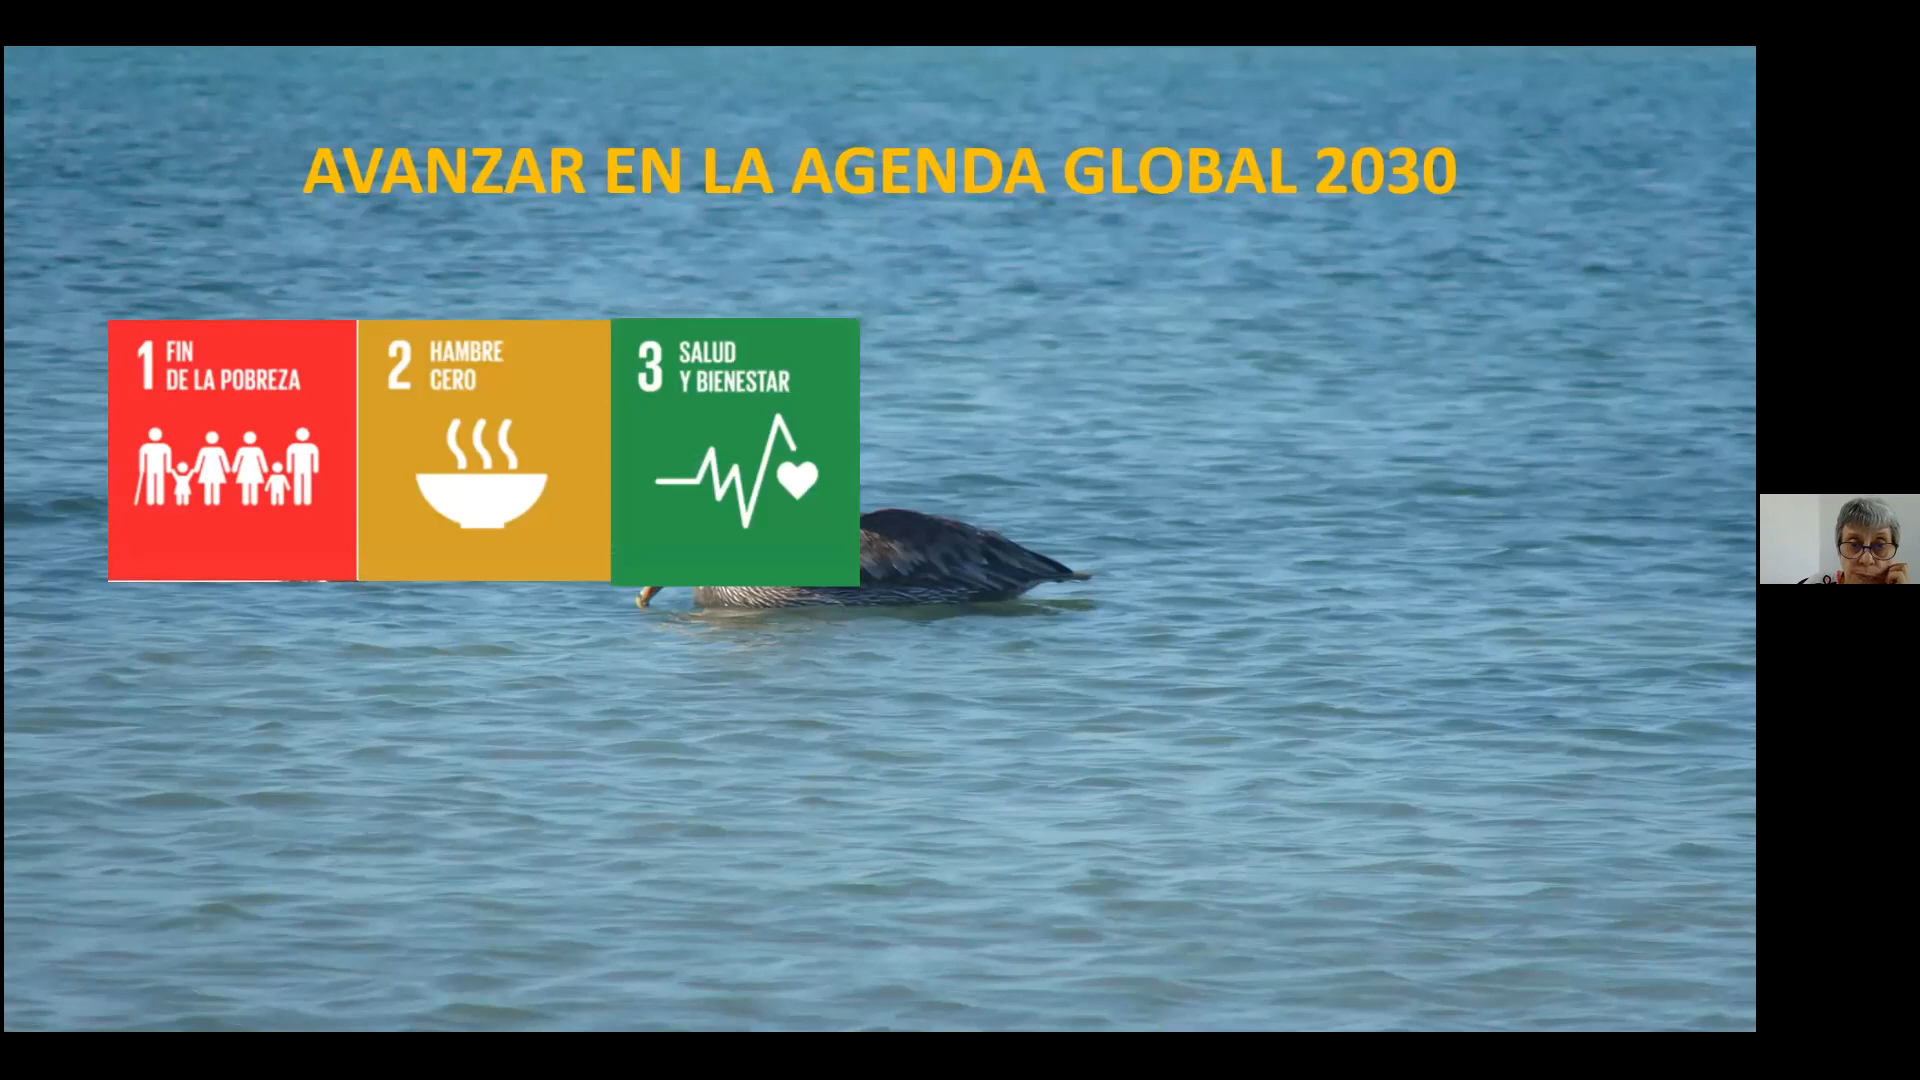 AVANZAR EN LA AGENDA GLOBAL 2030
1 FIN
DE LA POBREZA
2 HAMBRE
CERO
3 SALUD
Y BIENESTAR